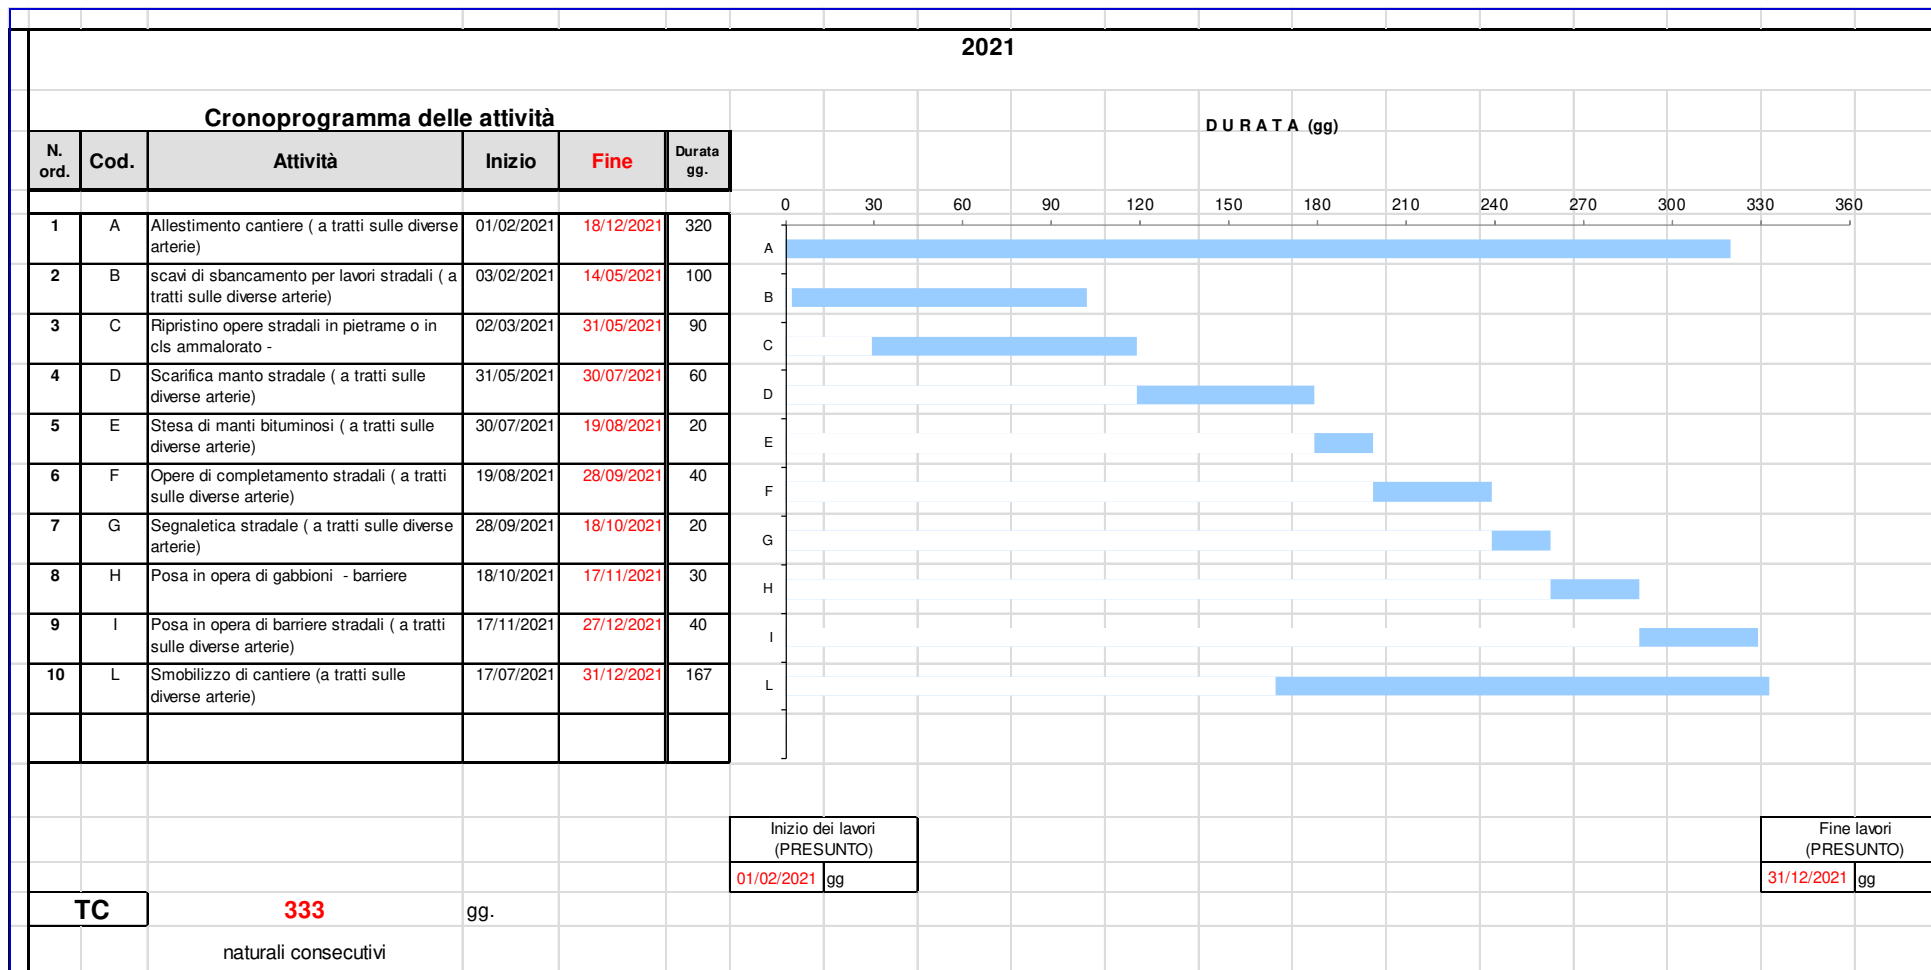 2021
Cronoprogramma delle attività
D U R A T A (gg)
N. ord. Cod. Attività Inizio Fine Durata gg.
0 30 60 90 120 150 180 210 240 270 300 330 360
1 A Allestimento cantiere ( a tratti sulle diverse 01/02/2021 18/12/2021 320
arterie)
A
2 B scavi di sbancamento per lavori stradali ( a 03/02/2021 14/05/2021 100
tratti sulle diverse arterie)
B
3 C Ripristino opere stradali in pietrame o in 02/03/2021 31/05/2021 90
cls ammalorato -
C
4 D Scarifica manto stradale ( a tratti sulle 31/05/2021 30/07/2021 60
diverse arterie)
D
5 E Stesa di manti bituminosi ( a tratti sulle 30/07/2021 19/08/2021 20
diverse arterie)
E
6 F Opere di completamento stradali ( a tratti 19/08/2021 28/09/2021 40
sulle diverse arterie)
F
7 G Segnaletica stradale ( a tratti sulle diverse 28/09/2021 18/10/2021 20
arterie)
G
8 H Posa in opera di gabbioni - barriere 18/10/2021 17/11/2021 30
H
9 I Posa in opera di barriere stradali ( a tratti 17/11/2021 27/12/2021 40
sulle diverse arterie)
I
10 L Smobilizzo di cantiere (a tratti sulle 17/07/2021 31/12/2021 167
diverse arterie)
L
Inizio dei lavori
(PRESUNTO)
01/02/2021 gg
Fine lavori
(PRESUNTO)
31/12/2021 gg
TC 333 gg.
naturali consecutivi